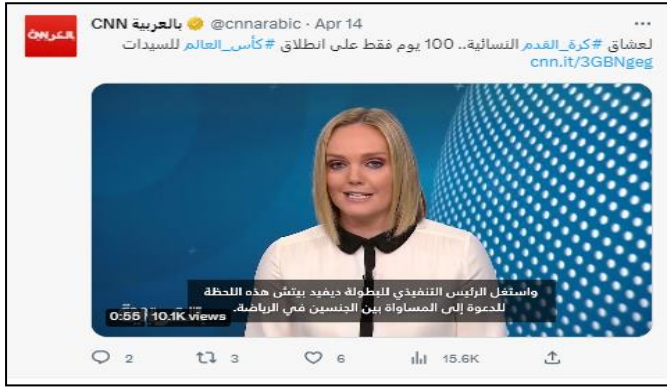 CNN بالعربية @cnnarabic · Apr 14
لعشاق #كرة_القدم النسائية.. 100 يوم فقط على انطلاق #كأس_العالم للسيدات
cnn.it/3GBNgeg
واستغل الرئيس التنفيذي للبطولة ديفيد بيتش هذه اللحظة
للدعوة إلى المساواة بين الجنسين في الرياضة.
0:55 | 10.1K views
2 3 6 15.6K